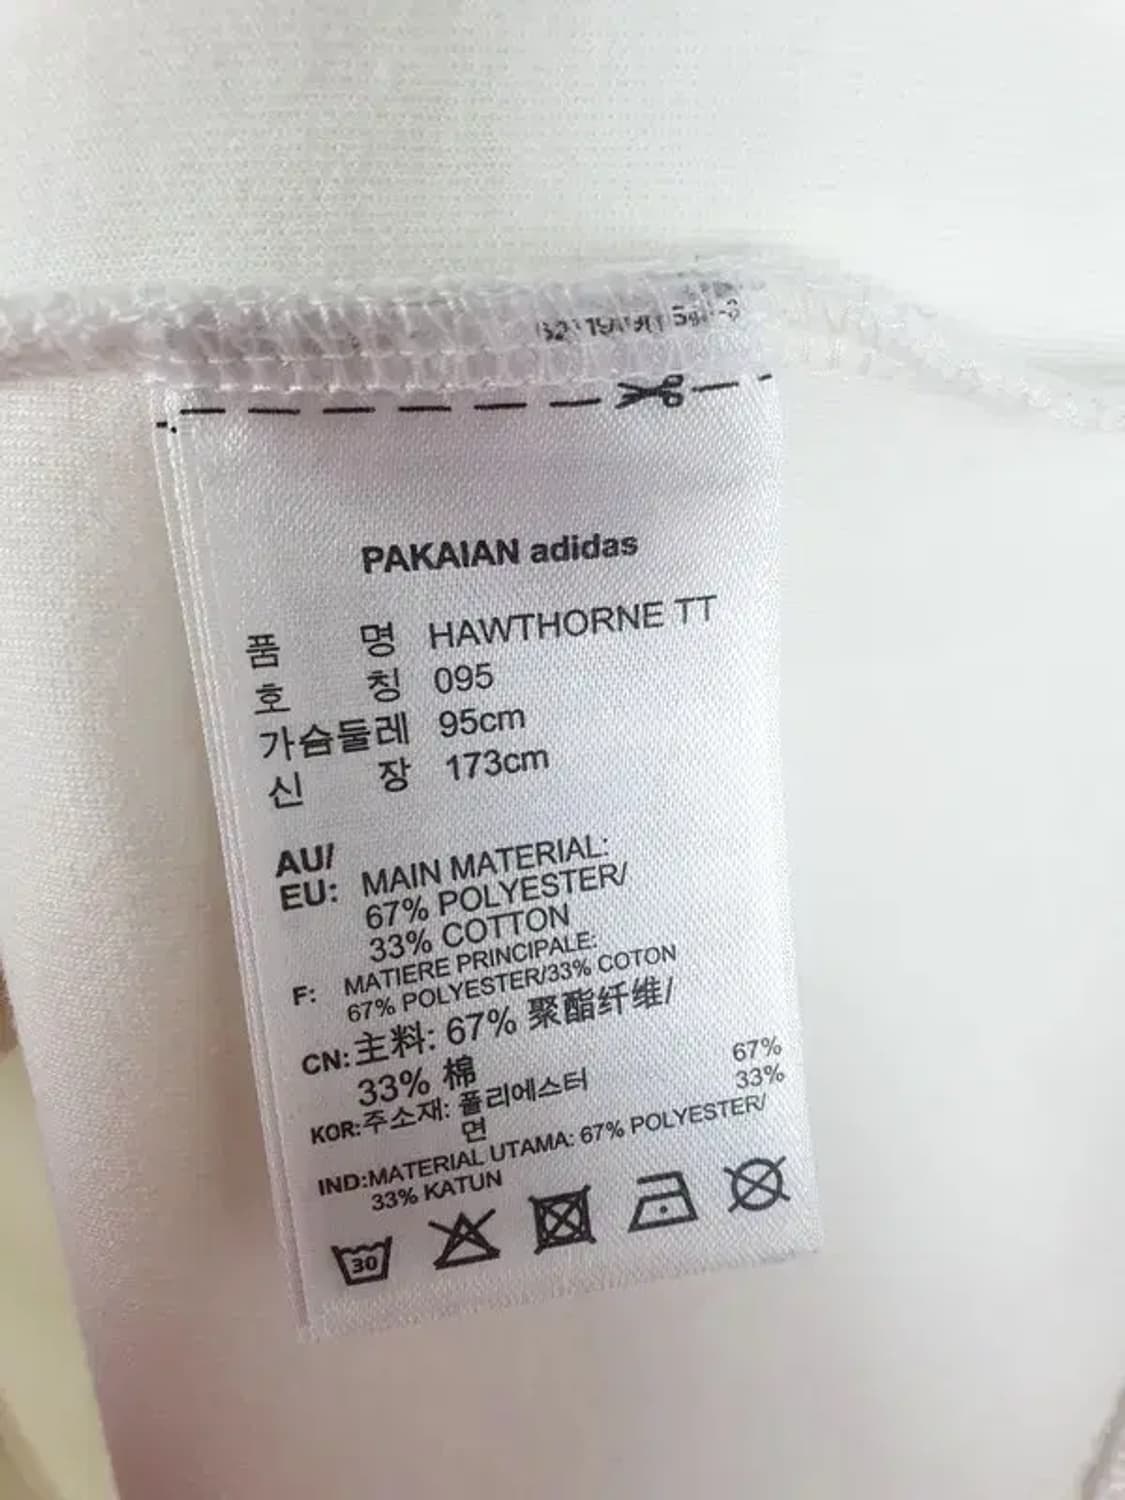 PAKAIAN adidas
품 명 HAWTHORNE TT
호 칭 095
가슴둘레 95cm
신 장 173cm
AU/
EU: MAIN MATERIAL:
67% POLYESTER/
33% COTTON
F: MATIERE PRINCIPALE:
67% POLYESTER/33% COTON
CN: 主料: 67% 聚酯纤维/
33% 棉
KOR: 주소재: 폴리에스터 67%
면 33%
IND:MATERIAL UTAMA: 67% POLYESTER/
33% KATUN
30